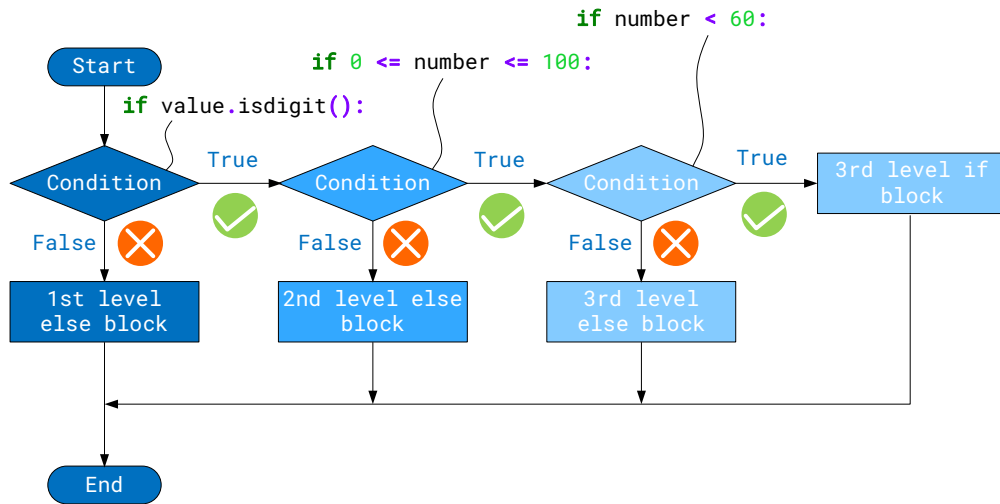 if number < 60:
if 0 <= number <= 100:
Start
if value.isdigit():
True
True
True
Condition
Condition
Condition
3rd level if
block
False
False
False
1st level
else block
2nd level else
block
3rd level
else block
End